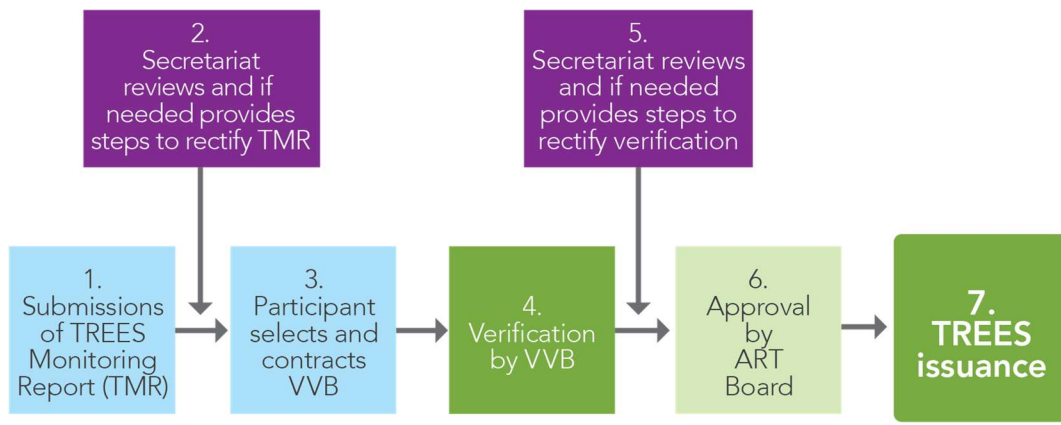 2.
Secretariat
reviews and if
needed provides
steps to rectify TMR
5.
Secretariat reviews
and if needed
provides steps to
rectify verification
1.
Submissions
of TREES
Monitoring
Report (TMR)
3.
Participant
selects and
contracts
VVB
4.
Verification
by VVB
6.
Approval
by
ART
Board
7.
TREES
issuance